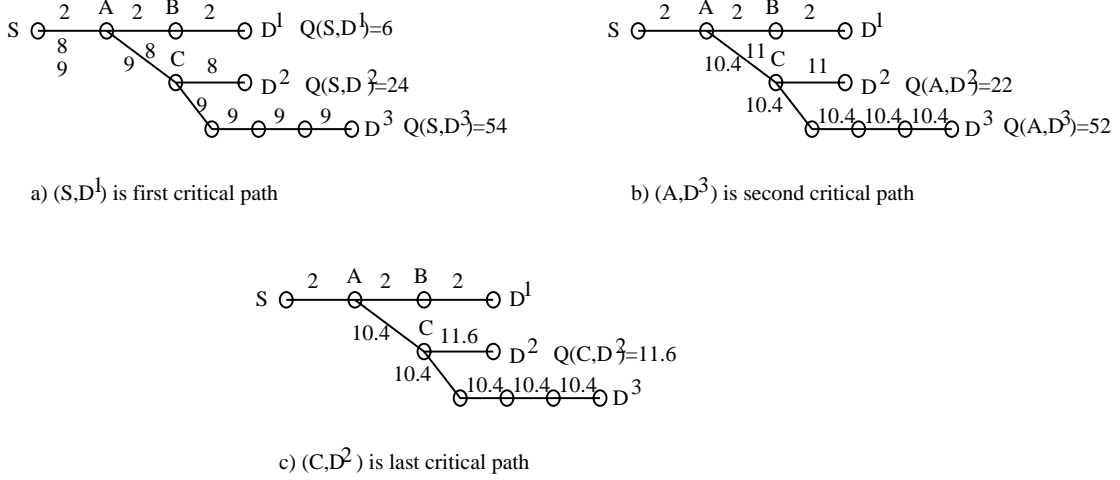 2 A 2 B 2
S D1 Q(S,D1)=6
8
9
8
9
C
8
D2 Q(S,D2)=24
9
9 9 9
D3 Q(S,D3)=54
a) (S,D1) is first critical path
2 A 2 B 2
S D1
11
10.4
C
11
D2 Q(A,D2)=22
10.4
10.4 10.4 10.4
D3 Q(A,D3)=52
b) (A,D3) is second critical path
2 A 2 B 2
S D1
10.4
C
11.6
D2 Q(C,D2)=11.6
10.4
10.4 10.4 10.4
D3
c) (C,D2) is last critical path